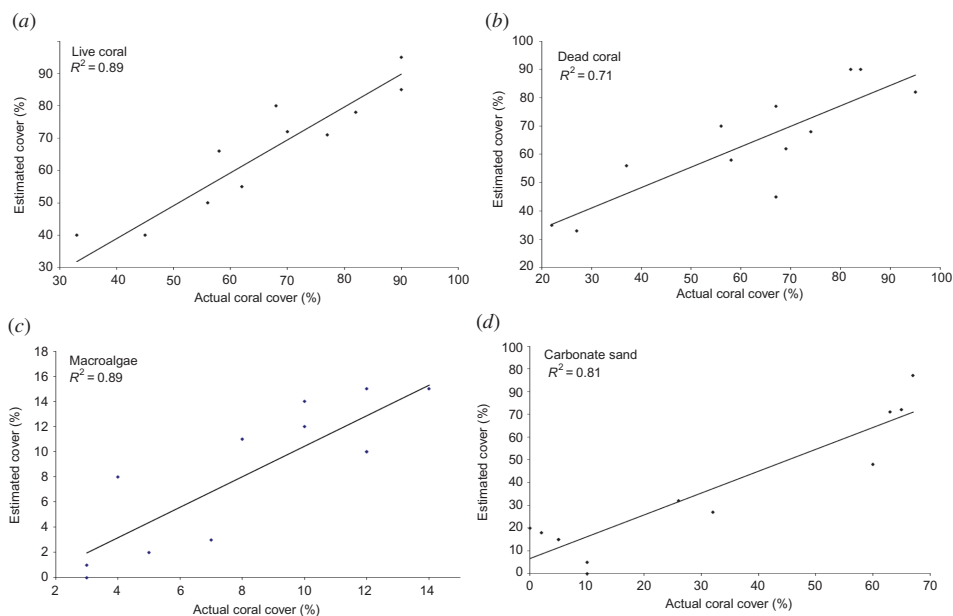 (a)
Live coral
R² = 0.89
90
80
70
60
50
40
30
30 40 50 60 70 80 90 100
Estimated cover (%)
Actual coral cover (%)
(b)
Dead coral
R² = 0.71
100
90
80
70
60
50
40
30
20
20 30 40 50 60 70 80 90 100
Estimated cover (%)
Actual coral cover (%)
(c)
Macroalgae
R² = 0.89
18
16
14
12
10
8
6
4
2
0
2 4 6 8 10 12 14
Estimated cover (%)
Actual coral cover (%)
(d)
Carbonate sand
R² = 0.81
100
90
80
70
60
50
40
30
20
10
0
0 10 20 30 40 50 60 70
Estimated cover (%)
Actual coral cover (%)